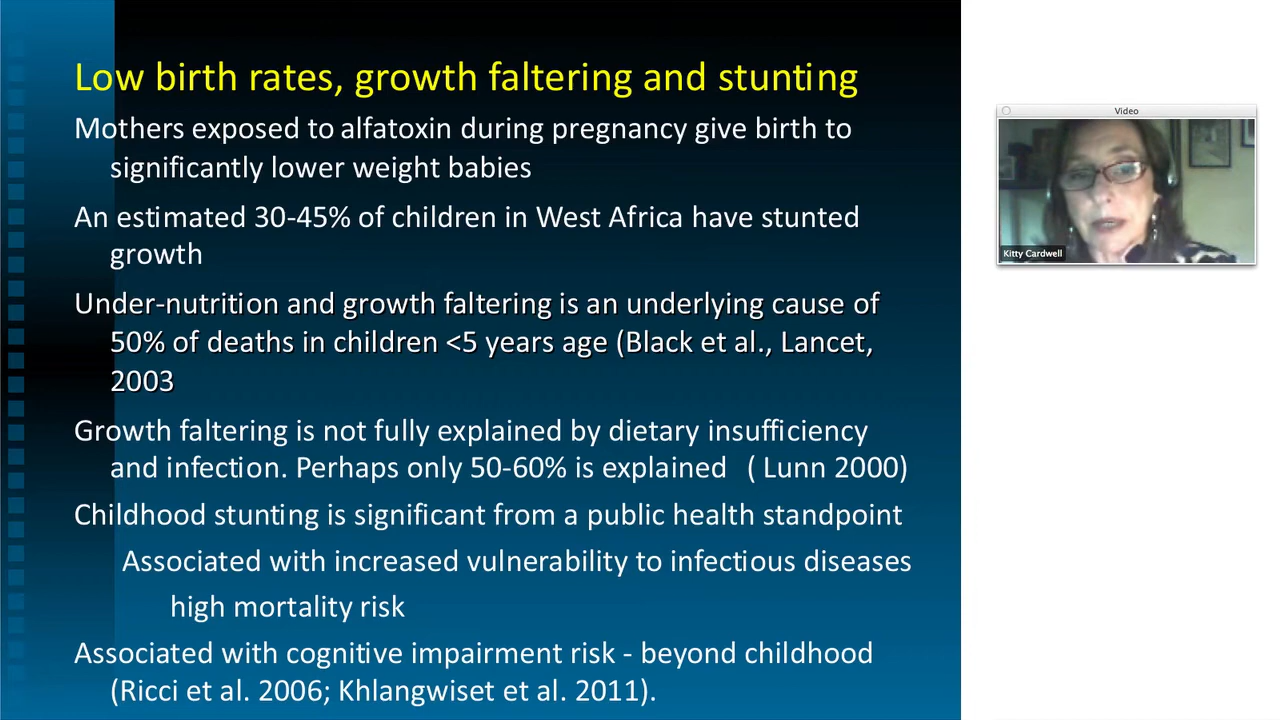 Low birth rates, growth faltering and stunting
Mothers exposed to alfatoxin during pregnancy give birth to
significantly lower weight babies
An estimated 30-45% of children in West Africa have stunted
growth
Under-nutrition and growth faltering is an underlying cause of
50% of deaths in children <5 years age (Black et al., Lancet,
2003
Growth faltering is not fully explained by dietary insufficiency
and infection. Perhaps only 50-60% is explained ( Lunn 2000)
Childhood stunting is significant from a public health standpoint
Associated with increased vulnerability to infectious diseases
high mortality risk
Associated with cognitive impairment risk - beyond childhood
(Ricci et al. 2006; Khlangwiset et al. 2011).
Video
Kitty Cardwell